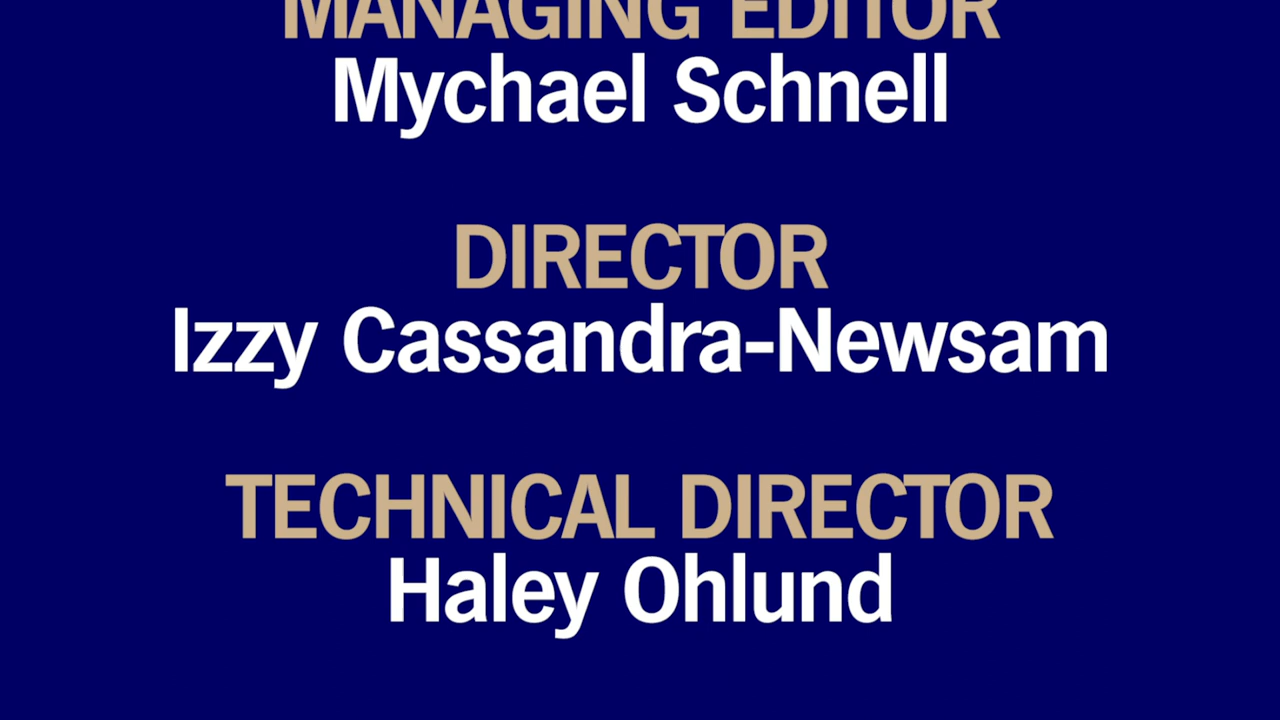 MANAGING EDITOR
Mychael Schnell
DIRECTOR
Izzy Cassandra-Newsam
TECHNICAL DIRECTOR
Haley Ohlund